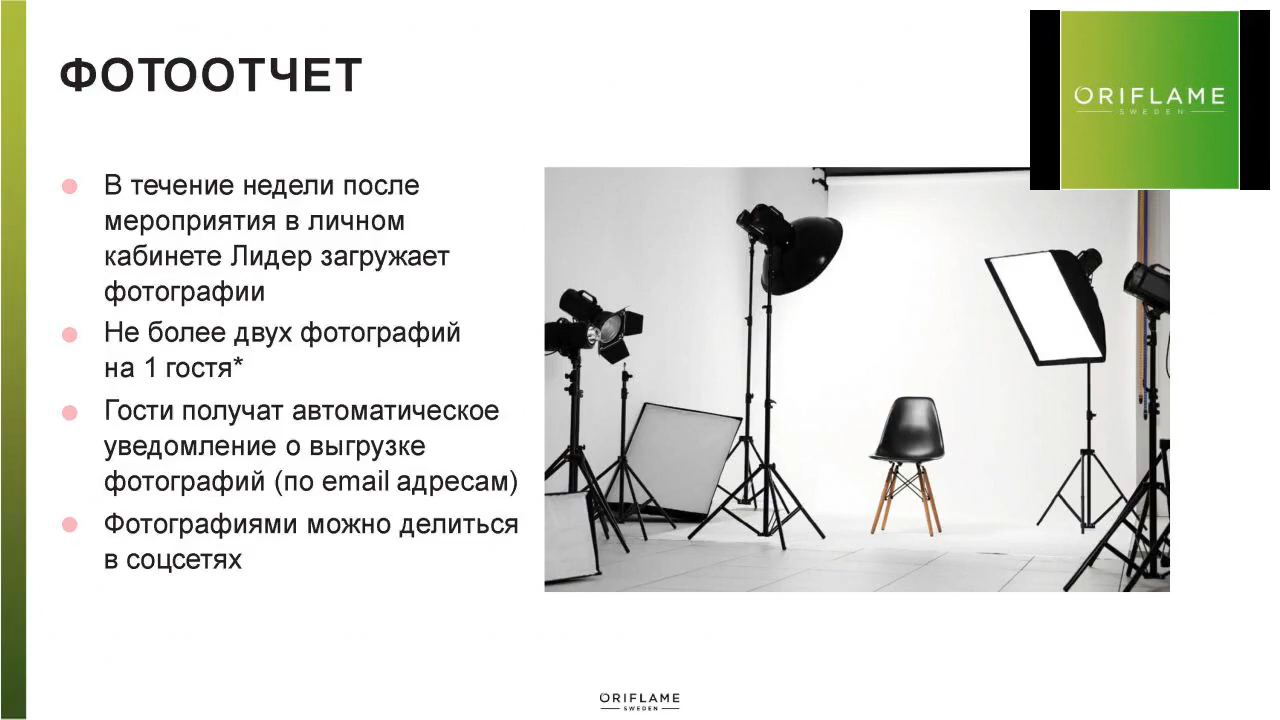 ФОТООТЧЕТ
ORIFLAME
SWEDEN
В течение недели после
мероприятия в личном
кабинете Лидер загружает
фотографии
Не более двух фотографий
на 1 гостя*
Гости получат автоматическое
уведомление о выгрузке
фотографий (по email адресам)
Фотографиями можно делиться
в соцсетях
ORIFLAME
SWEDEN